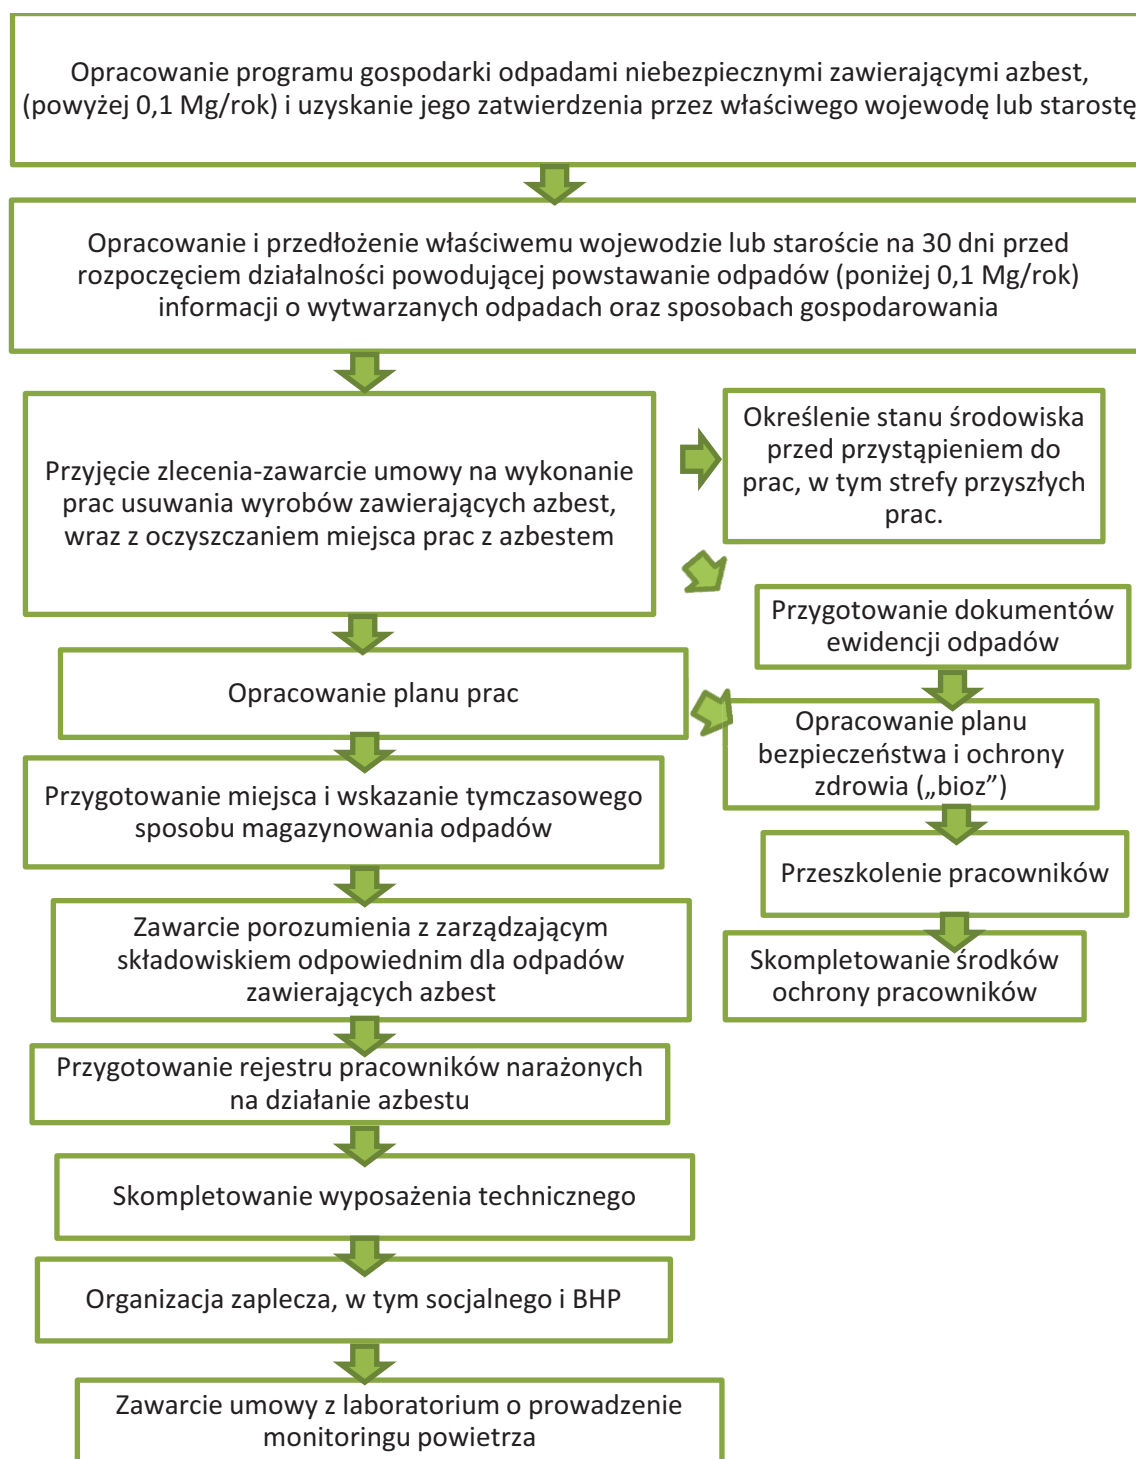 Opracowanie programu gospodarki odpadami niebezpiecznymi zawierającymi azbest,
(powyżej 0,1 Mg/rok) i uzyskanie jego zatwierdzenia przez właściwego wojewodę lub starostę
Opracowanie i przedłożenie właściwemu wojewodzie lub staroście na 30 dni przed
rozpoczęciem działalności powodującej powstawanie odpadów (poniżej 0,1 Mg/rok)
informacji o wytwarzanych odpadach oraz sposobach gospodarowania
Przyjęcie zlecenia-zawarcie umowy na wykonanie
prac usuwania wyrobów zawierających azbest,
wraz z oczyszczaniem miejsca prac z azbestem
Określenie stanu środowiska
przed przystąpieniem do
prac, w tym strefy przyszłych
prac.
Przygotowanie dokumentów
ewidencji odpadów
Opracowanie planu prac
Opracowanie planu
bezpieczeństwa i ochrony
zdrowia („bioz”)
Przygotowanie miejsca i wskazanie tymczasowego
sposobu magazynowania odpadów
Przeszkolenie pracowników
Zawarcie porozumienia z zarządzającym
składowiskiem odpowiednim dla odpadów
zawierających azbest
Skompletowanie środków
ochrony pracowników
Przygotowanie rejestru pracowników narażonych
na działanie azbestu
Skompletowanie wyposażenia technicznego
Organizacja zaplecza, w tym socjalnego i BHP
Zawarcie umowy z laboratorium o prowadzenie
monitoringu powietrza